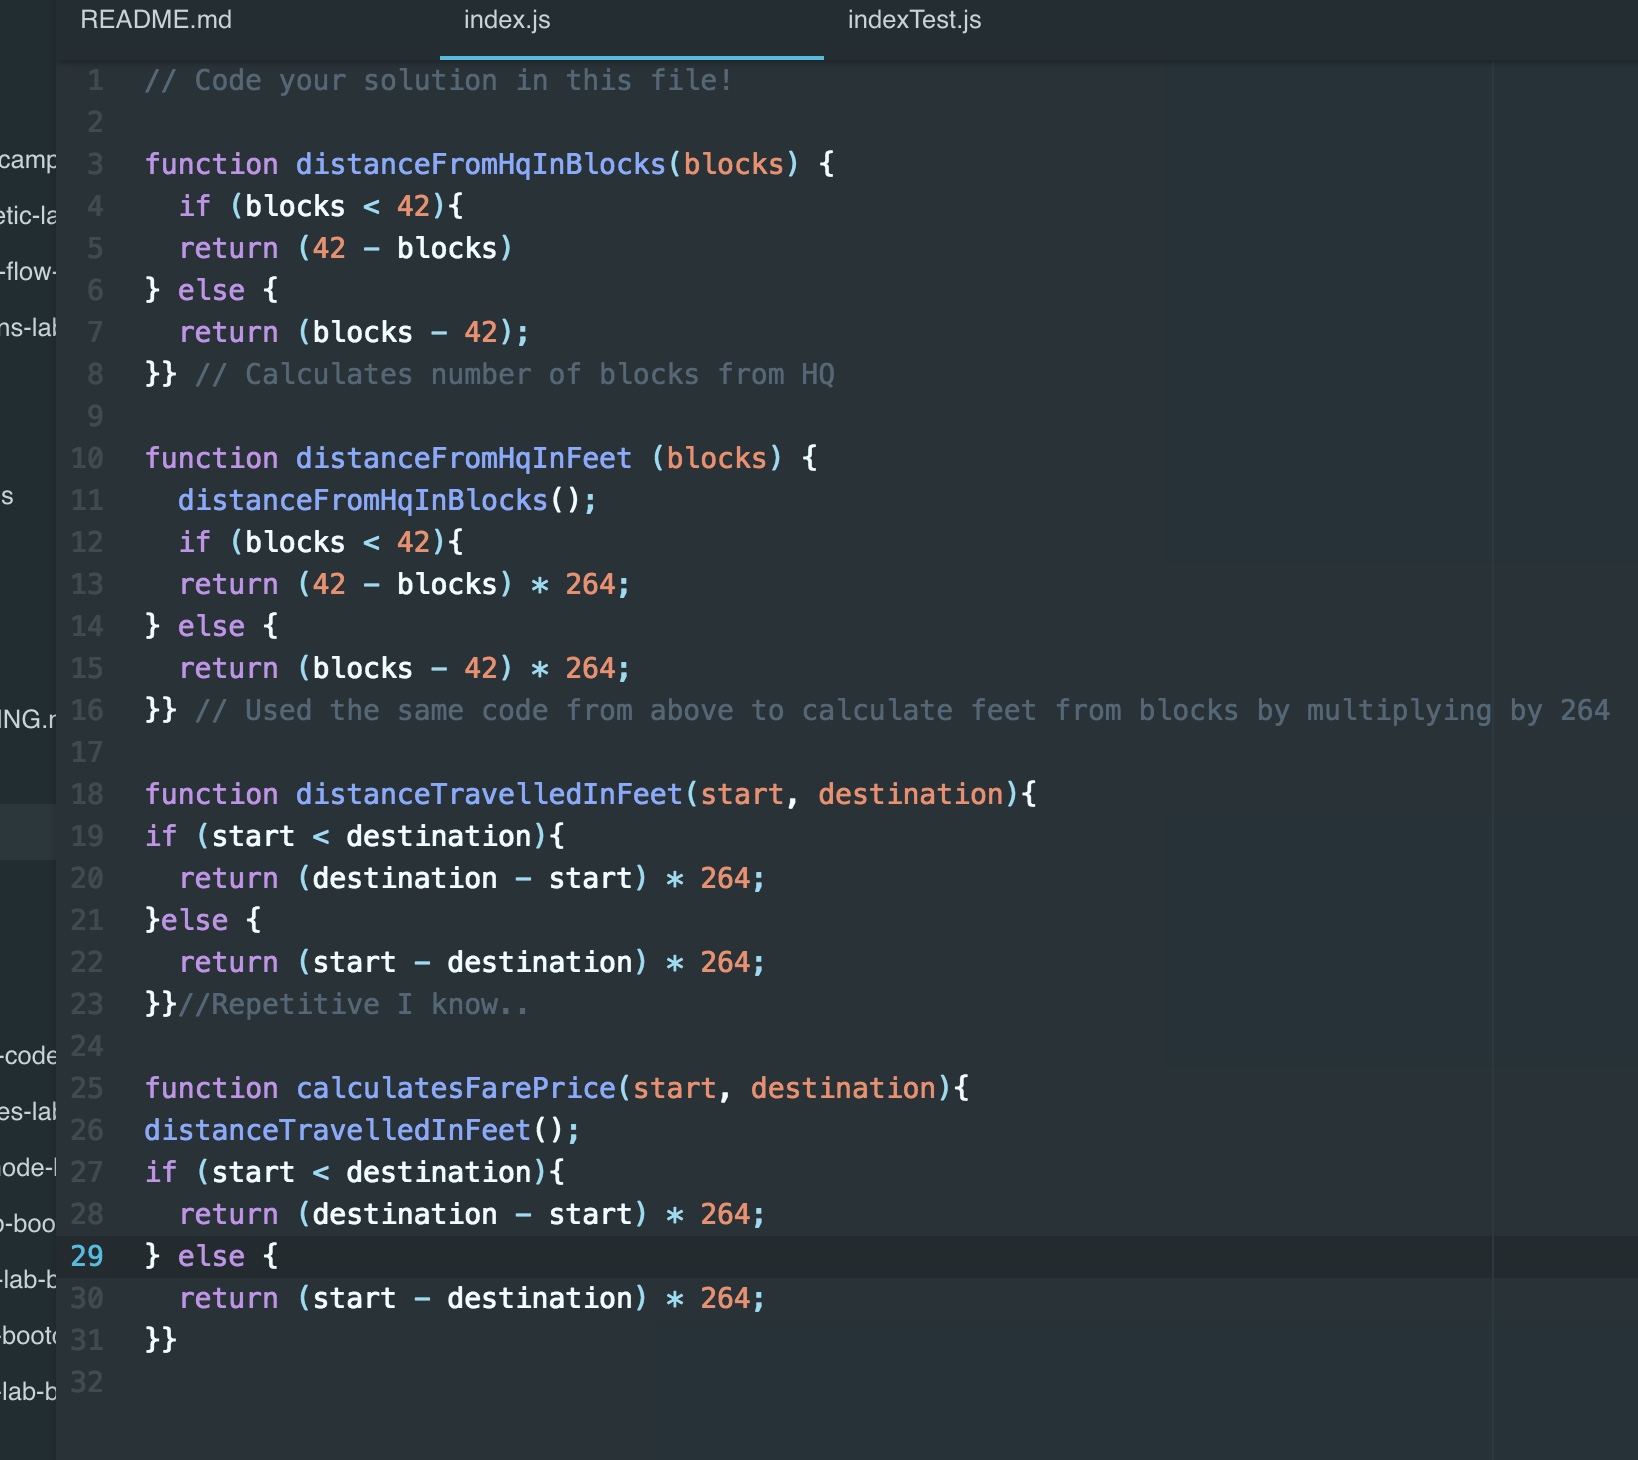 README.md index.js indexTest.js
camp
etic-la
-flow-
ns-lab
s
ING.r
-code
es-lab
ode-l
-boo
-lab-b
-boot
-lab-b
1 // Code your solution in this file!
2
3 function distanceFromHqInBlocks(blocks) {
4 if (blocks < 42){
5 return (42 - blocks)
6 } else {
7 return (blocks - 42);
8 }} // Calculates number of blocks from HQ
9
10 function distanceFromHqInFeet (blocks) {
11 distanceFromHqInBlocks();
12 if (blocks < 42){
13 return (42 - blocks) * 264;
14 } else {
15 return (blocks - 42) * 264;
16 }} // Used the same code from above to calculate feet from blocks by multiplying by 264
17
18 function distanceTravelledInFeet(start, destination){
19 if (start < destination){
20 return (destination - start) * 264;
21 }else {
22 return (start - destination) * 264;
23 }}//Repetitive I know..
24
25 function calculatesFarePrice(start, destination){
26 distanceTravelledInFeet();
27 if (start < destination){
28 return (destination - start) * 264;
29 } else {
30 return (start - destination) * 264;
31 }}
32